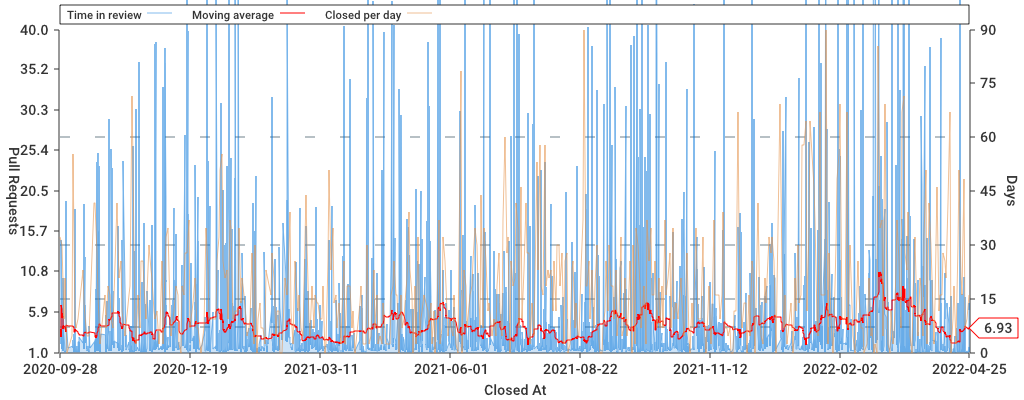 Time in review Moving average Closed per day
40.0 90
35.2 75
30.3 60
25.4
20.5 45
15.7 30
10.8
15
5.9
6.93
1.0 0
Pull Requests
Days
2020-09-28 2020-12-19 2021-03-11 2021-06-01 2021-08-22 2021-11-12 2022-02-02 2022-04-25
Closed At